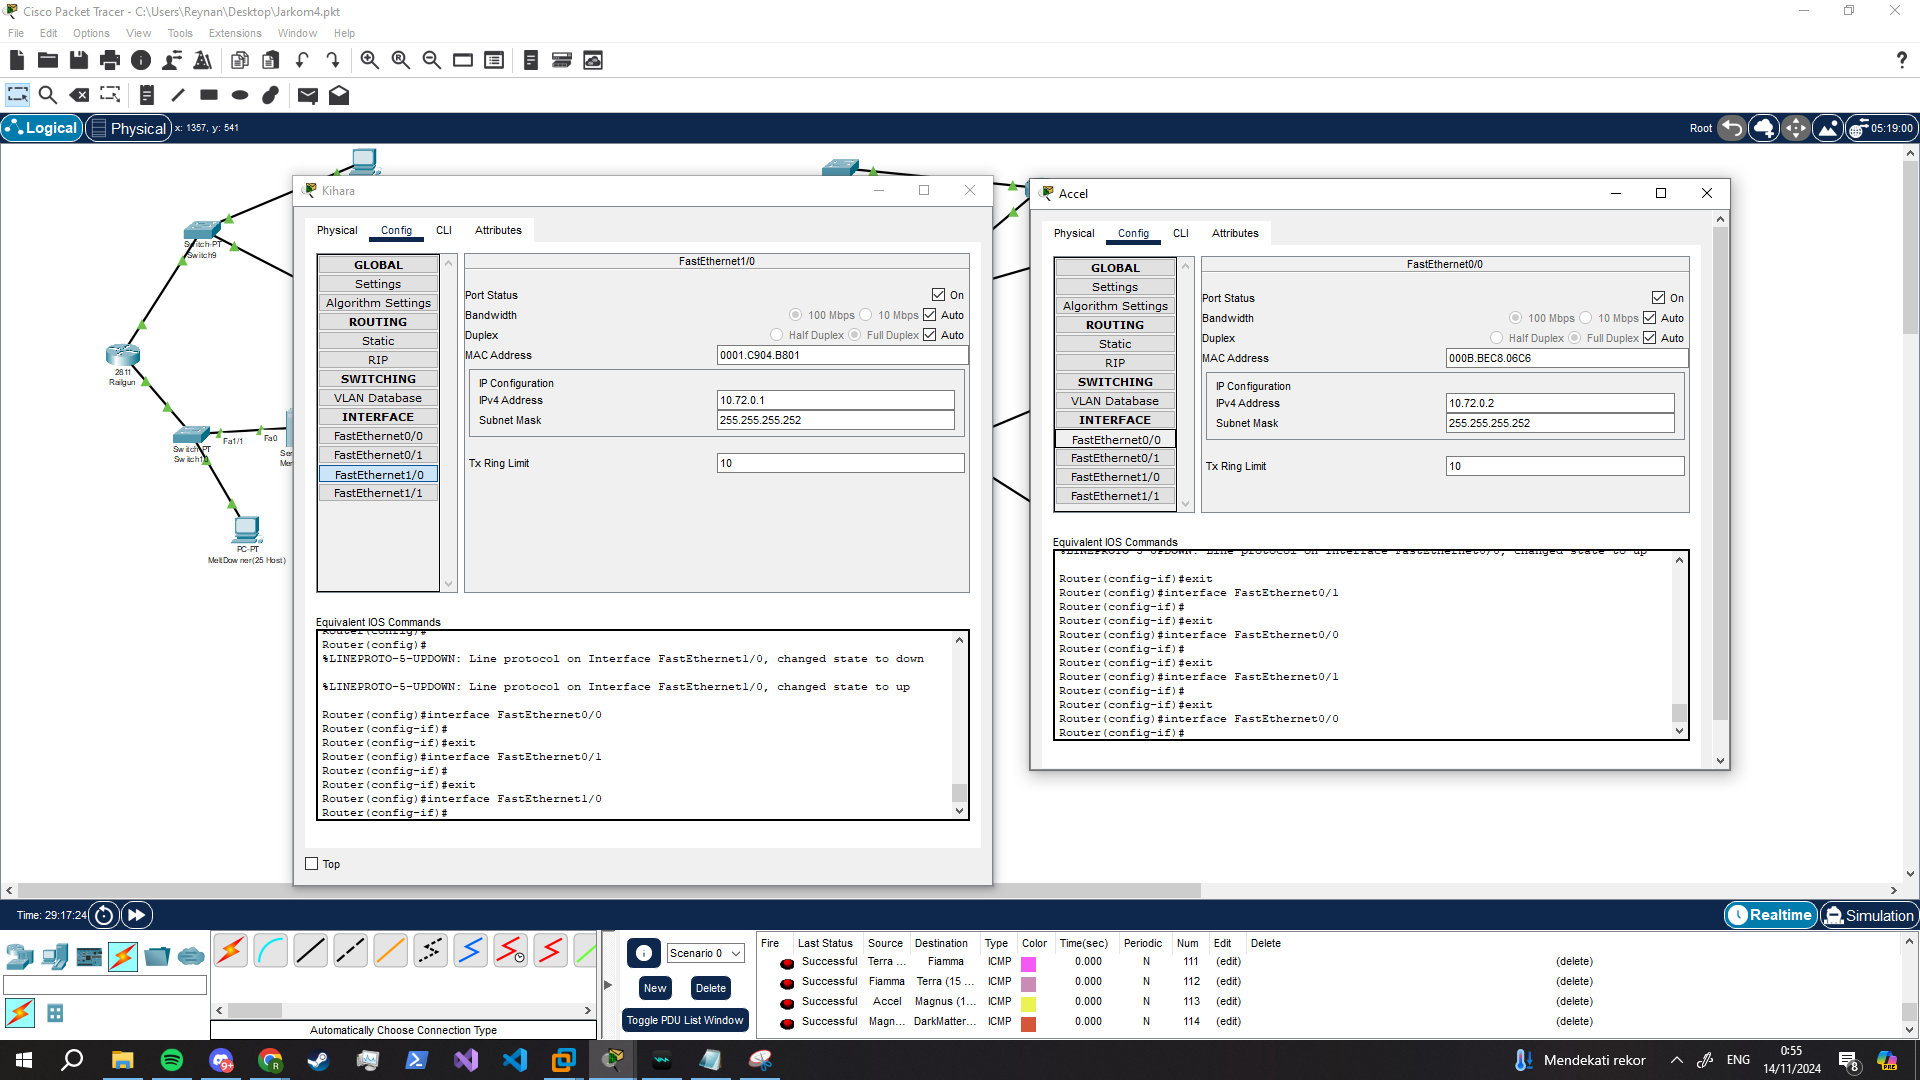 Cisco Packet Tracer - C:\Users\Reynan\Desktop\Jarkom4.pkt
File Edit Options View Tools Extensions Window Help
Logical Physical x: 1357, y: 541
Root 05:19:00
Switch-PT
Switch9
2811
Railgun
Fa1/1 Fa0
Switch-PT
PC-PT
MeltDowner(25 Host)
Kihara
Physical Config CLI Attributes
GLOBAL
Settings
Algorithm Settings
ROUTING
Static
RIP
SWITCHING
VLAN Database
INTERFACE
FastEthernet0/0
FastEthernet0/1
FastEthernet1/0
FastEthernet1/1
FastEthernet1/0
Port Status On
Bandwidth 100 Mbps 10 Mbps Auto
Duplex Half Duplex Full Duplex Auto
MAC Address 0001.C904.B801
IP Configuration
IPv4 Address 10.72.0.1
Subnet Mask 255.255.255.252
Tx Ring Limit 10
Equivalent IOS Commands
Router(config)#
Router(config)#
%LINEPROTO-5-UPDOWN: Line protocol on Interface FastEthernet1/0, changed state to down
%LINEPROTO-5-UPDOWN: Line protocol on Interface FastEthernet1/0, changed state to up
Router(config)#interface FastEthernet0/0
Router(config-if)#
Router(config-if)#exit
Router(config)#interface FastEthernet0/1
Router(config-if)#
Router(config-if)#exit
Router(config)#interface FastEthernet1/0
Router(config-if)#
Top
Accel
Physical Config CLI Attributes
GLOBAL
Settings
Algorithm Settings
ROUTING
Static
RIP
SWITCHING
VLAN Database
INTERFACE
FastEthernet0/0
FastEthernet0/1
FastEthernet1/0
FastEthernet1/1
FastEthernet0/0
Port Status On
Bandwidth 100 Mbps 10 Mbps Auto
Duplex Half Duplex Full Duplex Auto
MAC Address 000B.BEC8.06C6
IP Configuration
IPv4 Address 10.72.0.2
Subnet Mask 255.255.255.252
Tx Ring Limit 10
Equivalent IOS Commands
%LINEPROTO-5-UPDOWN: Line protocol on Interface FastEthernet0/0, changed state to up
Router(config-if)#exit
Router(config)#interface FastEthernet0/1
Router(config-if)#
Router(config-if)#exit
Router(config)#interface FastEthernet0/0
Router(config-if)#
Router(config-if)#exit
Router(config)#interface FastEthernet0/1
Router(config-if)#
Router(config-if)#exit
Router(config)#interface FastEthernet0/0
Router(config-if)#
Time: 29:17:24
Realtime Simulation
Automatically Choose Connection Type
Scenario 0
New Delete
Toggle PDU List Window
Fire Last Status Source Destination Type Color Time(sec) Periodic Num Edit Delete
Successful Terra ... Fiamma ICMP 0.000 N 111 (edit) (delete)
Successful Fiamma Terra (15 ... ICMP 0.000 N 112 (edit) (delete)
Successful Accel Magnus (1... ICMP 0.000 N 113 (edit) (delete)
Successful Magn... DarkMatter... ICMP 0.000 N 114 (edit) (delete)
9+
Mendekati rekor
ENG
0:55
14/11/2024
8
PRE